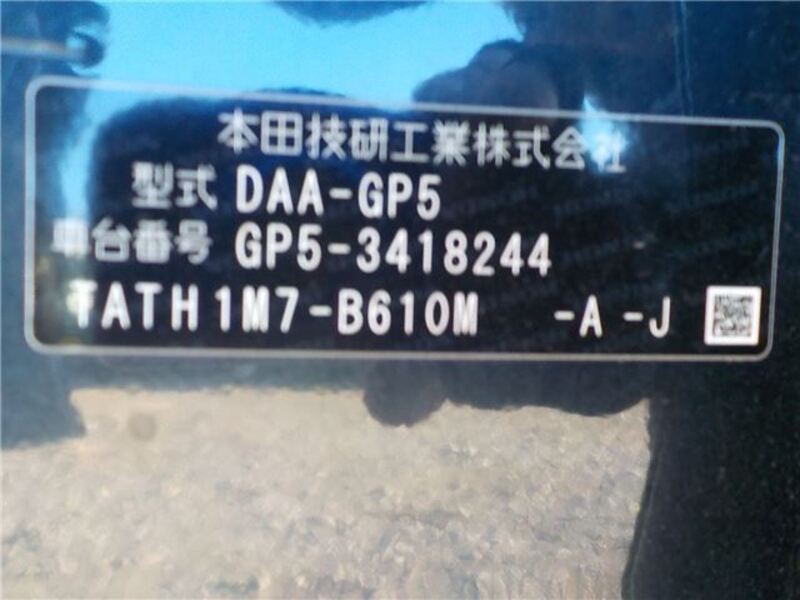 本田技研工業株式会社
型式 DAA-GP5
車台番号 GP5-3418244
TATH1M7-B610M -A -J